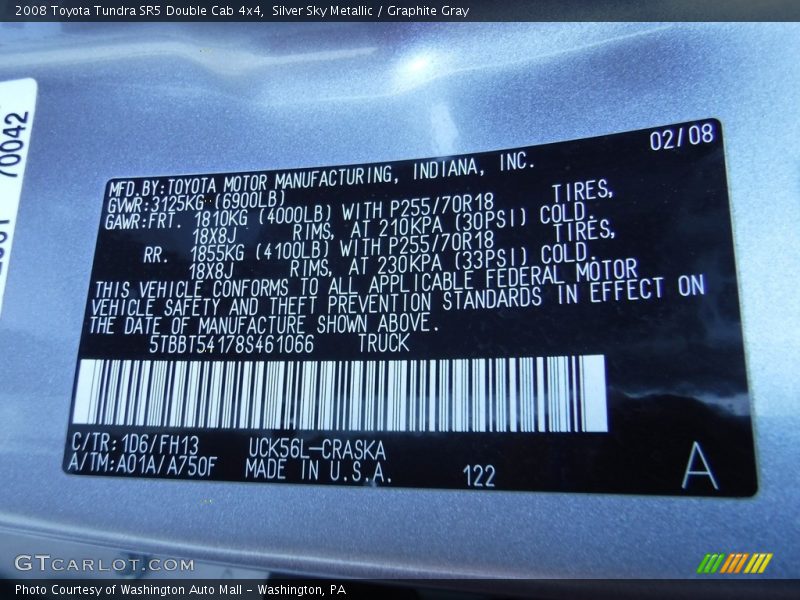 2008 Toyota Tundra SR5 Double Cab 4x4,  Silver Sky Metallic / Graphite Gray
70042
02/08
MFD.BY:TOYOTA MOTOR MANUFACTURING, INDIANA, INC.
GVWR:3125KG (6900LB)
GAWR:FRT. 1810KG (4000LB) WITH P255/70R18 TIRES,
18X8J RIMS, AT 210KPA (30PSI) COLD.
RR. 1855KG (4100LB) WITH P255/70R18 TIRES,
18X8J RIMS, AT 230KPA (33PSI) COLD.
THIS VEHICLE CONFORMS TO ALL APPLICABLE FEDERAL MOTOR
VEHICLE SAFETY AND THEFT PREVENTION STANDARDS IN EFFECT ON
THE DATE OF MANUFACTURE SHOWN ABOVE.
5TBBT54178S461066 TRUCK
C/TR:1D6/FH13 UCK56L-CRASKA
A/TM:A01A/A750F MADE IN U.S.A. 122 A
GTCARLOT.COM
Photo Courtesy of Washington Auto Mall - Washington, PA